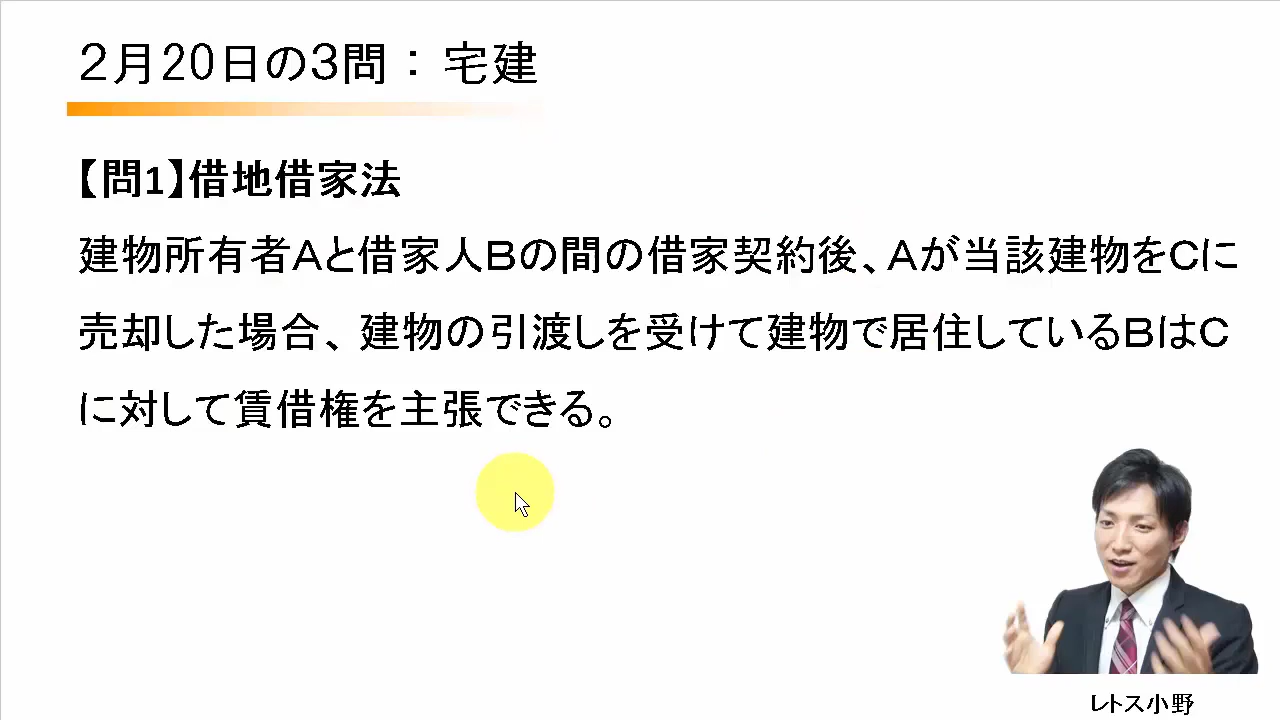 ２月20日の３問：宅建
【問1】借地借家法
建物所有者Ａと借家人Ｂの間の借家契約後、Ａが当該建物をＣに
売却した場合、建物の引渡しを受けて建物で居住しているＢはＣ
に対して賃借権を主張できる。
レトス小野